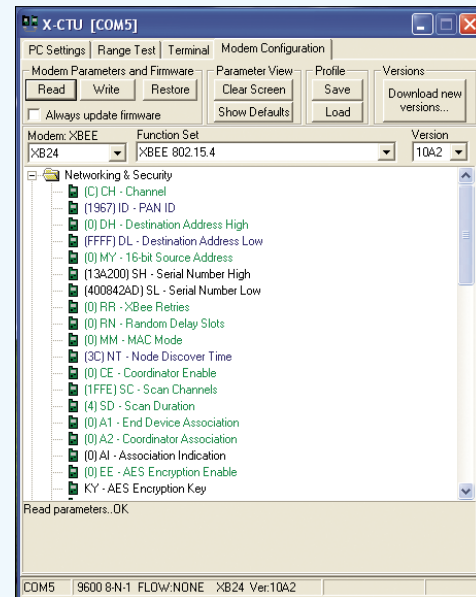 X-CTU [COM5]
PC Settings Range Test Terminal Modem Configuration
Modem Parameters and Firmware Parameter View Profile Versions
Read Write Restore Clear Screen Save Download new versions...
Always update firmware Show Defaults Load
Modem: XBEE Function Set Version
XB24 XBEE 802.15.4 10A2
Networking & Security
(C) CH - Channel
(1967) ID - PAN ID
(0) DH - Destination Address High
(FFFF) DL - Destination Address Low
(0) MY - 16-bit Source Address
(13A200) SH - Serial Number High
(400842AD) SL - Serial Number Low
(0) RR - XBee Retries
(0) RN - Random Delay Slots
(0) MM - MAC Mode
(3C) NT - Node Discover Time
(0) CE - Coordinator Enable
(1FFE) SC - Scan Channels
(4) SD - Scan Duration
(0) A1 - End Device Association
(0) A2 - Coordinator Association
(0) AI - Association Indication
(0) EE - AES Encryption Enable
KY - AES Encryption Key
Read parameters..OK
COM5 9600 8-N-1 FLOW:NONE XB24 Ver:10A2